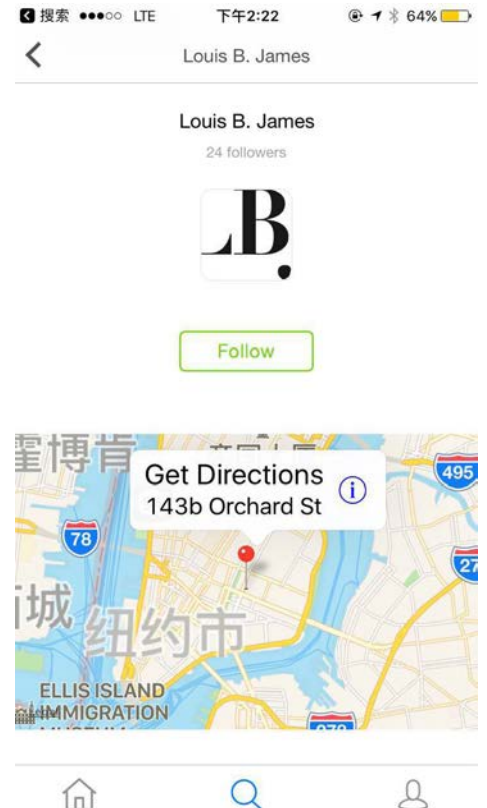 搜索 LTE 下午2:22 64%
Louis B. James
Louis B. James
24 followers
LB.
Follow
霍博肯
Get Directions
143b Orchard St
495
78
纽约市
城
ELLIS ISLAND
IMMIGRATION